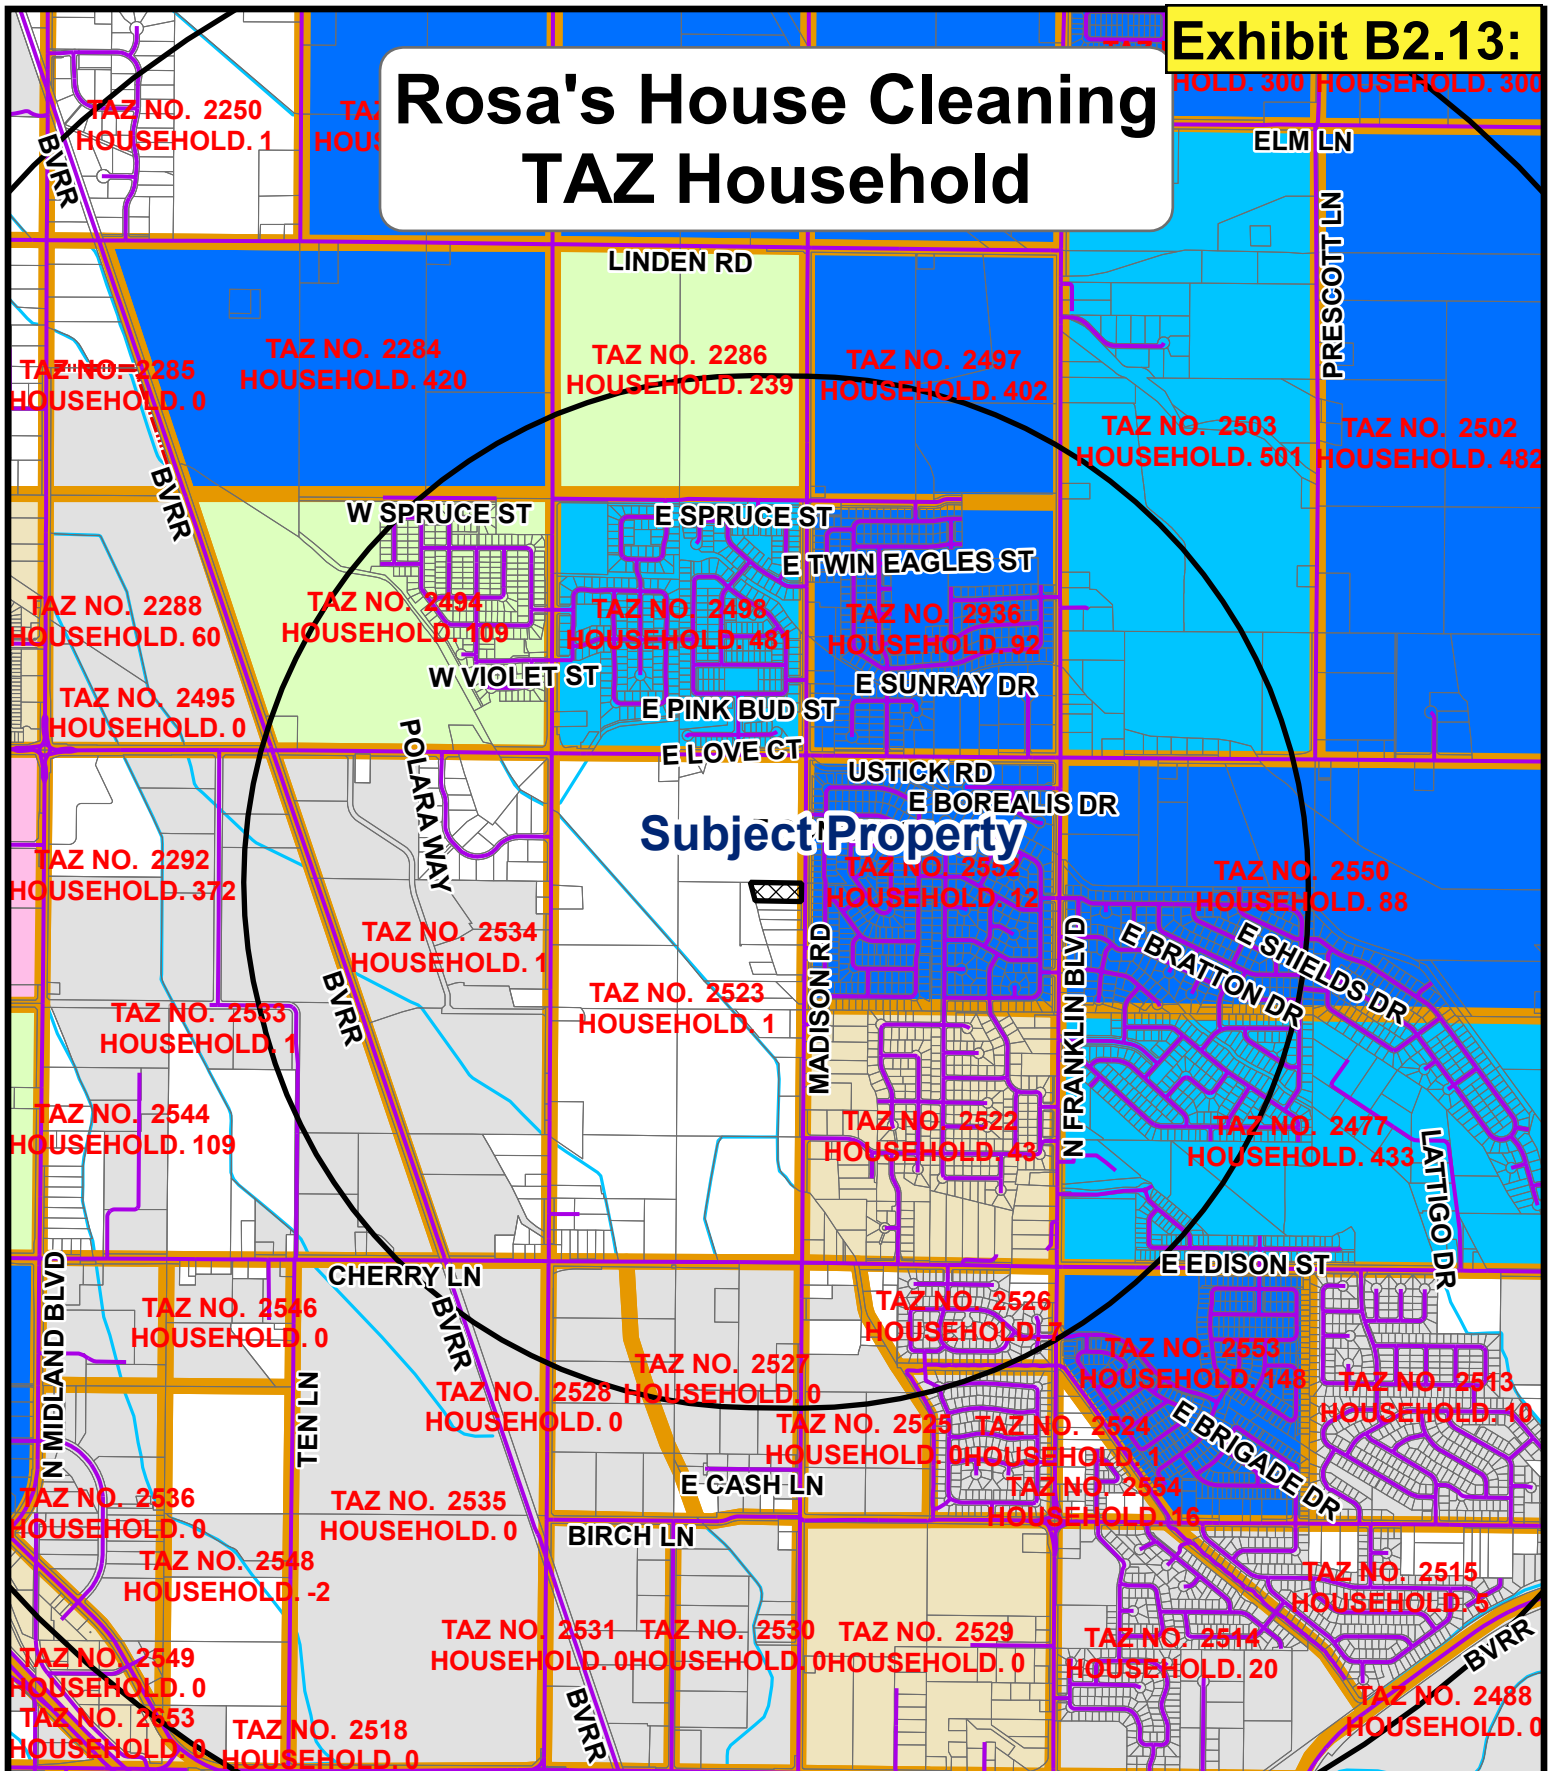 Exhibit B2.13:
Rosa's House Cleaning
TAZ Household
HOLD. 300
HOUSEHOLD. 300
TAZ NO. 2250
HOUSEHOLD. 1
TAZ
HOUS
BVRR
ELM LN
PRESCOTT LN
LINDEN RD
TAZ NO. 2285
HOUSEHOLD. 0
TAZ NO. 2284
HOUSEHOLD. 420
TAZ NO. 2286
HOUSEHOLD. 239
TAZ NO. 2497
HOUSEHOLD. 402
TAZ NO. 2503
HOUSEHOLD. 501
TAZ NO. 2502
HOUSEHOLD. 482
BVRR
W SPRUCE ST
E SPRUCE ST
E TWIN EAGLES ST
TAZ NO. 2288
HOUSEHOLD. 60
TAZ NO. 2494
HOUSEHOLD. 109
TAZ NO. 2498
HOUSEHOLD. 481
TAZ NO. 2936
HOUSEHOLD. 92
W VIOLET ST
E SUNRAY DR
TAZ NO. 2495
HOUSEHOLD. 0
E PINK BUD ST
E LOVE CT
POLARA WAY
USTICK RD
E BOREALIS DR
Subject Property
TAZ NO. 2292
HOUSEHOLD. 372
TAZ NO. 2552
HOUSEHOLD. 12
TAZ NO. 2550
HOUSEHOLD. 88
TAZ NO. 2534
HOUSEHOLD. 1
E BRATTON DR
E SHIELDS DR
MADISON RD
N FRANKLIN BLVD
BVRR
TAZ NO. 2523
HOUSEHOLD. 1
TAZ NO. 2533
HOUSEHOLD. 1
TAZ NO. 2544
HOUSEHOLD. 109
TAZ NO. 2522
HOUSEHOLD. 43
TAZ NO. 2477
HOUSEHOLD. 433
LATTIGO DR
CHERRY LN
E EDISON ST
N MIDLAND BLVD
TAZ NO. 2546
HOUSEHOLD. 0
BVRR
TAZ NO. 2526
HOUSEHOLD. 7
TAZ NO. 2553
HOUSEHOLD. 148
TAZ NO. 2527
HOUSEHOLD. 0
TAZ NO. 2528
HOUSEHOLD. 0
TAZ NO. 2513
HOUSEHOLD. 10
TEN LN
TAZ NO. 2525
HOUSEHOLD. 0
TAZ NO. 2524
HOUSEHOLD. 1
E BRIGADE DR
E CASH LN
TAZ NO. 2554
HOUSEHOLD. 16
TAZ NO. 2536
HOUSEHOLD. 0
TAZ NO. 2535
HOUSEHOLD. 0
BIRCH LN
TAZ NO. 2548
HOUSEHOLD. -2
TAZ NO. 2515
HOUSEHOLD. 5
TAZ NO. 2531
HOUSEHOLD. 0
TAZ NO. 2530
HOUSEHOLD. 0
TAZ NO. 2529
HOUSEHOLD. 0
TAZ NO. 2514
HOUSEHOLD. 20
BVRR
TAZ NO. 2549
HOUSEHOLD. 0
TAZ NO. 2653
HOUSEHOLD. 0
TAZ NO. 2518
HOUSEHOLD. 0
BVRR
TAZ NO. 2488
HOUSEHOLD. 0